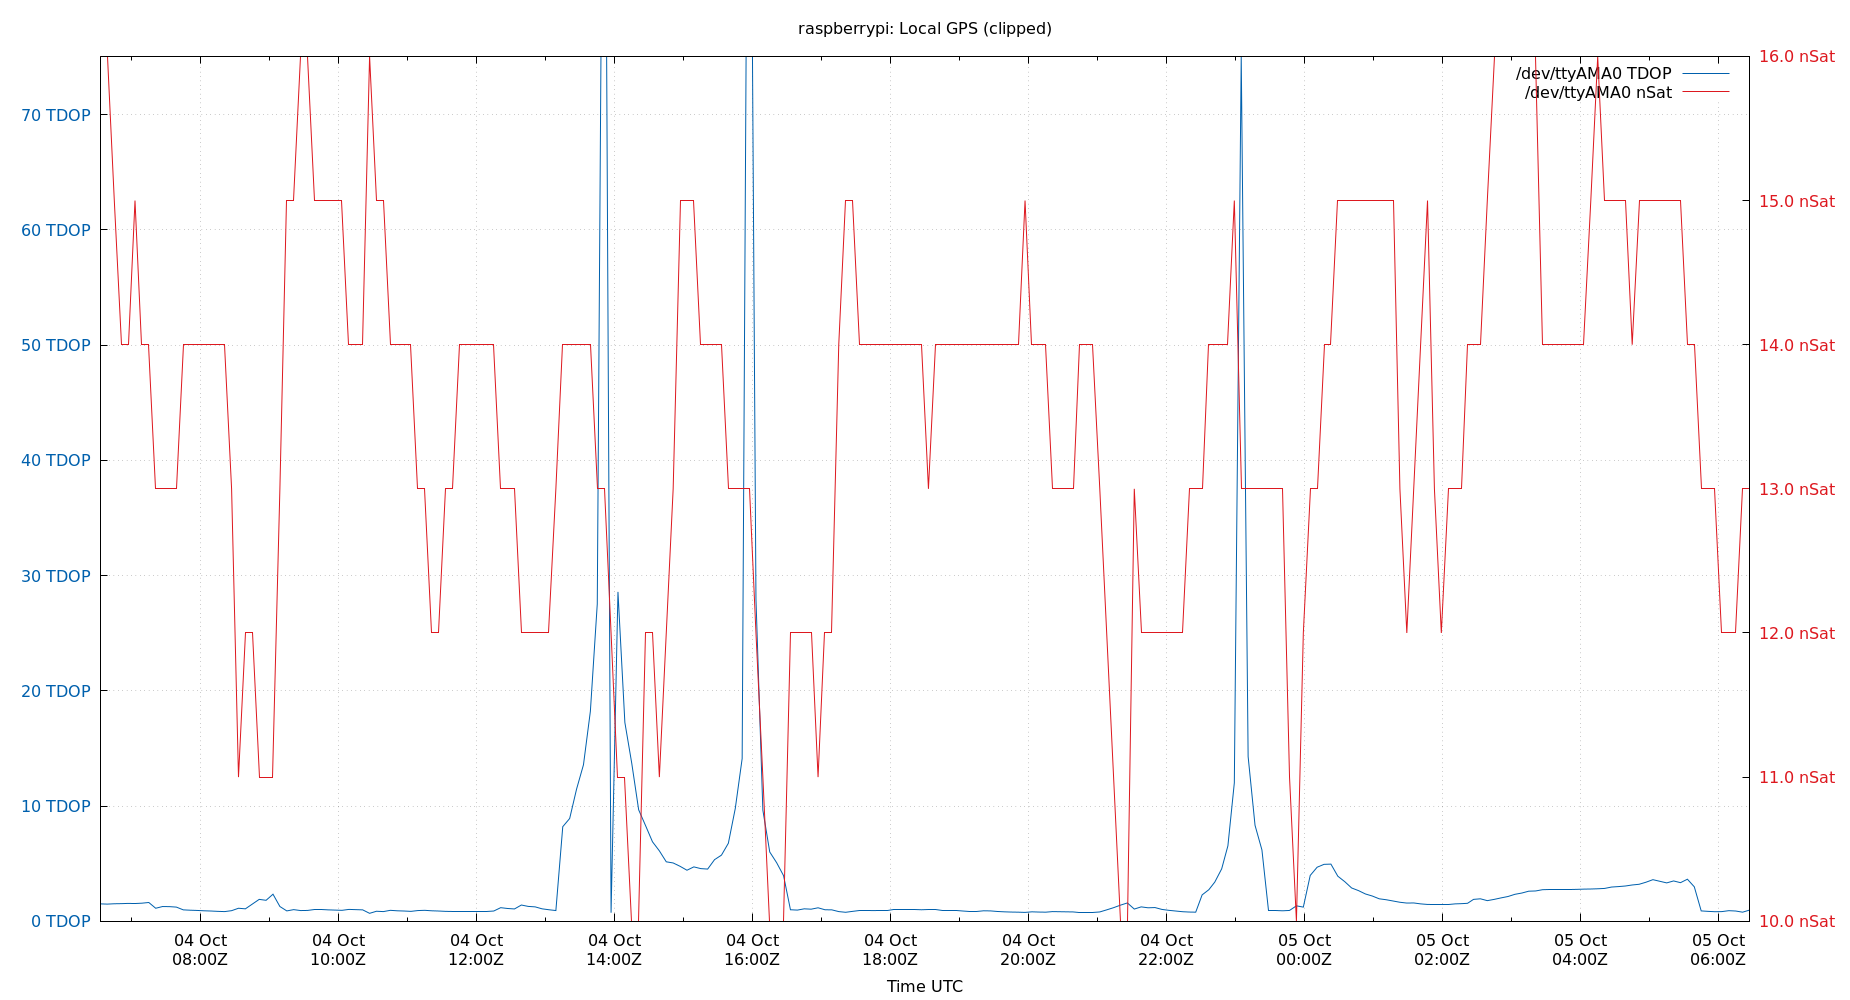 raspberrypi: Local GPS (clipped)
/dev/ttyAMA0 TDOP
/dev/ttyAMA0 nSat
70 TDOP
60 TDOP
50 TDOP
40 TDOP
30 TDOP
20 TDOP
10 TDOP
0 TDOP
16.0 nSat
15.0 nSat
14.0 nSat
13.0 nSat
12.0 nSat
11.0 nSat
10.0 nSat
04 Oct 04 Oct 04 Oct 04 Oct 04 Oct 04 Oct 04 Oct 04 Oct 05 Oct 05 Oct 05 Oct 05 Oct
08:00Z 10:00Z 12:00Z 14:00Z 16:00Z 18:00Z 20:00Z 22:00Z 00:00Z 02:00Z 04:00Z 06:00Z
Time UTC